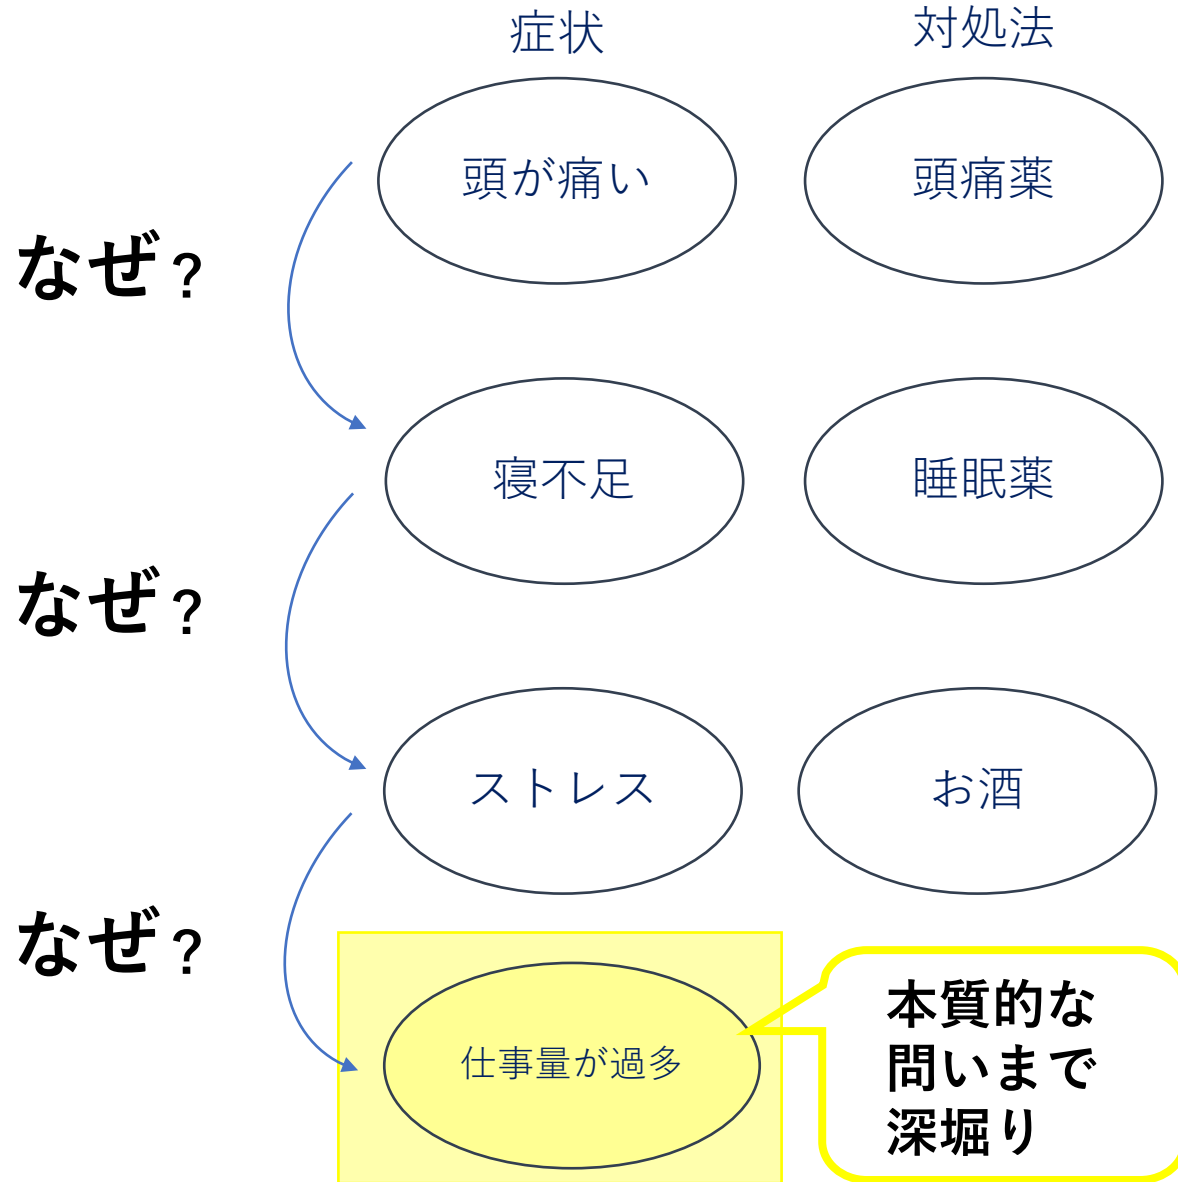 症状
対処法
頭が痛い
頭痛薬
なぜ？
寝不足
睡眠薬
なぜ？
ストレス
お酒
なぜ？
仕事量が過多
本質的な
問いまで
深堀り